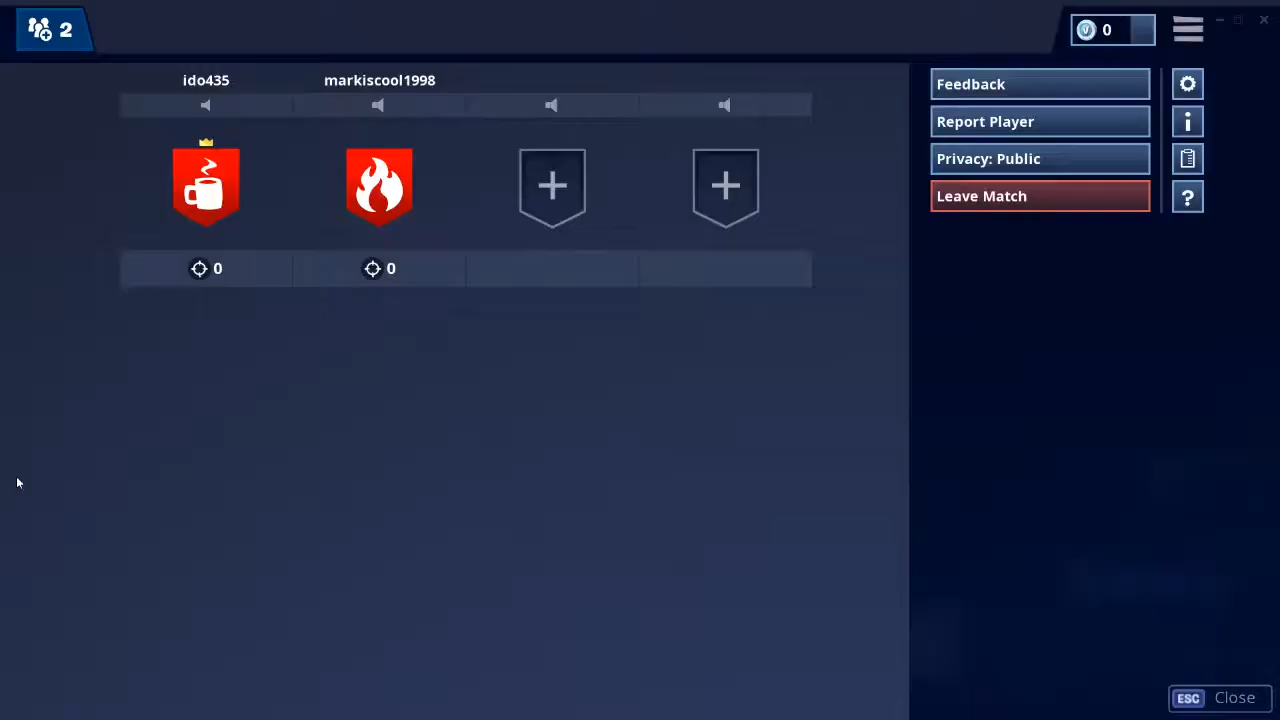 2
0
ido435
markiscool1998
0
0
Feedback
Report Player
Privacy: Public
Leave Match
i
?
ESC Close